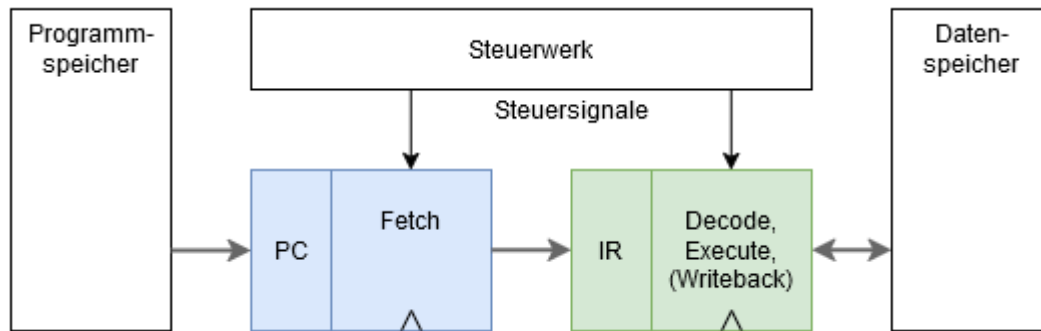 Programm-
speicher
Steuerwerk
Daten-
speicher
Steuersignale
PC
Fetch
IR
Decode,
Execute,
(Writeback)